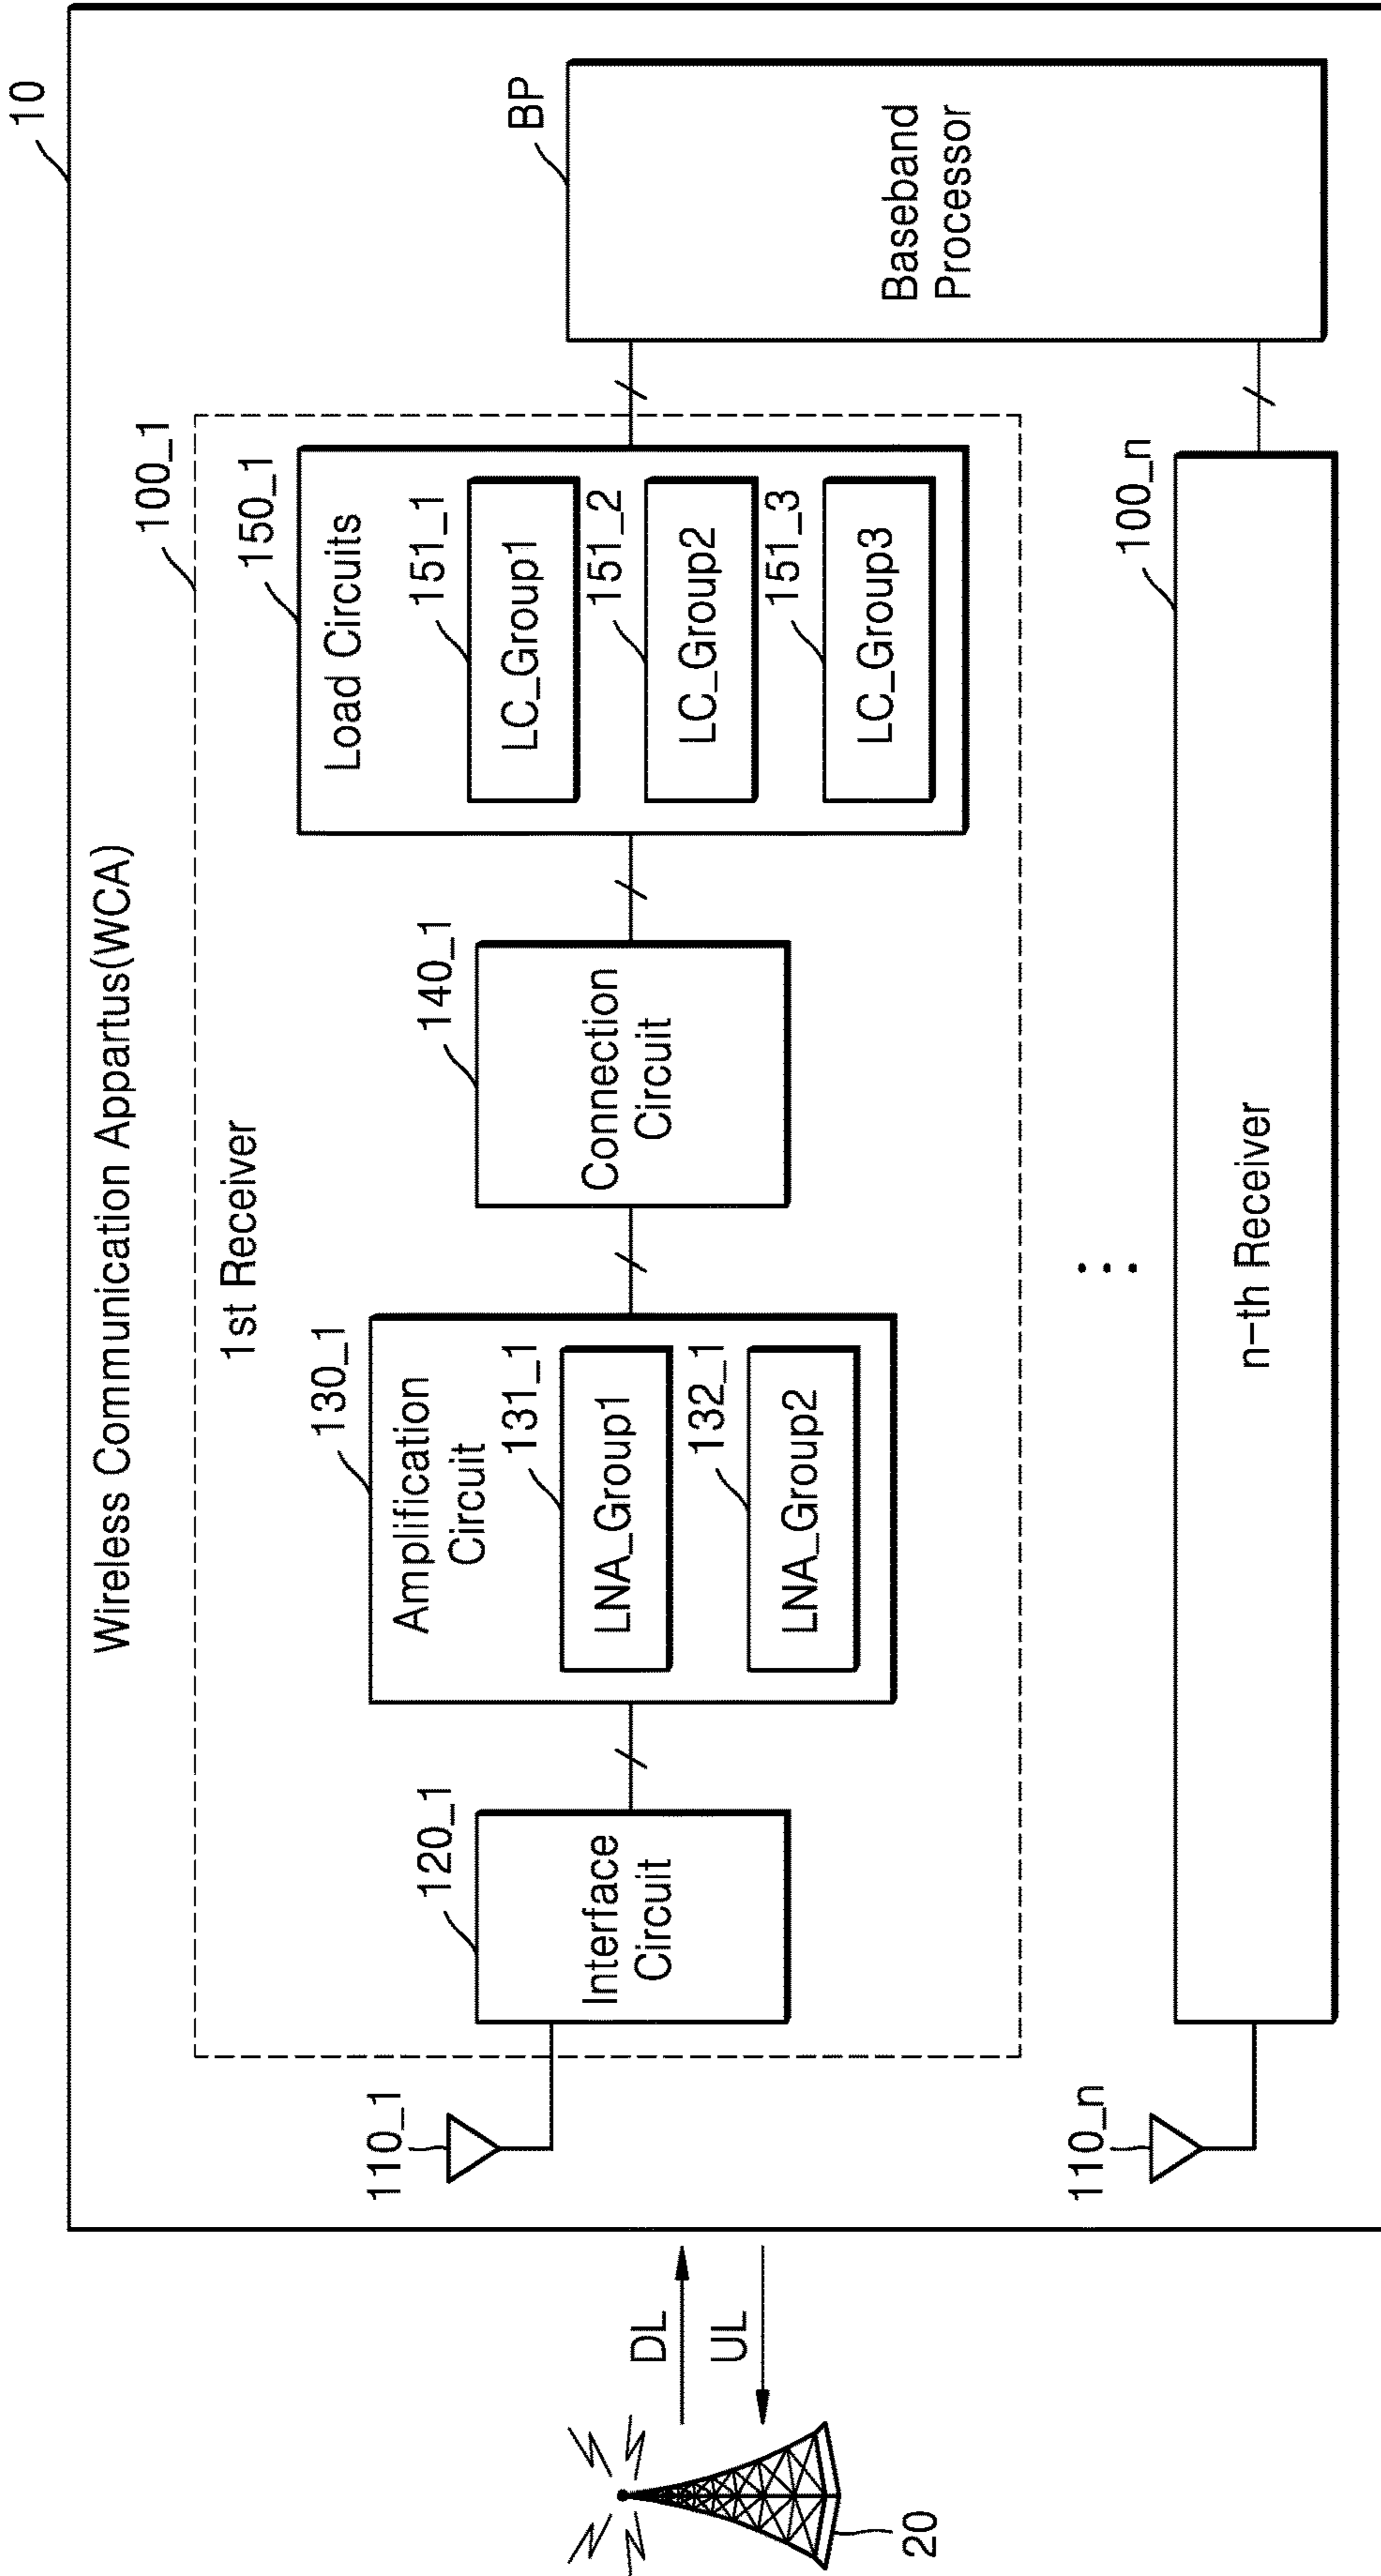 10
Wireless Communication Appartus(WCA)
100_1
1st Receiver
150_1
Load Circuits
151_1
LC_Group1
151_2
LC_Group2
151_3
LC_Group3
BP
Baseband
Processor
140_1
Connection
Circuit
130_1
Amplification
Circuit
131_1
LNA_Group1
132_1
LNA_Group2
120_1
Interface
Circuit
110_1
DL
UL
20
...
100_n
n-th Receiver
110_n